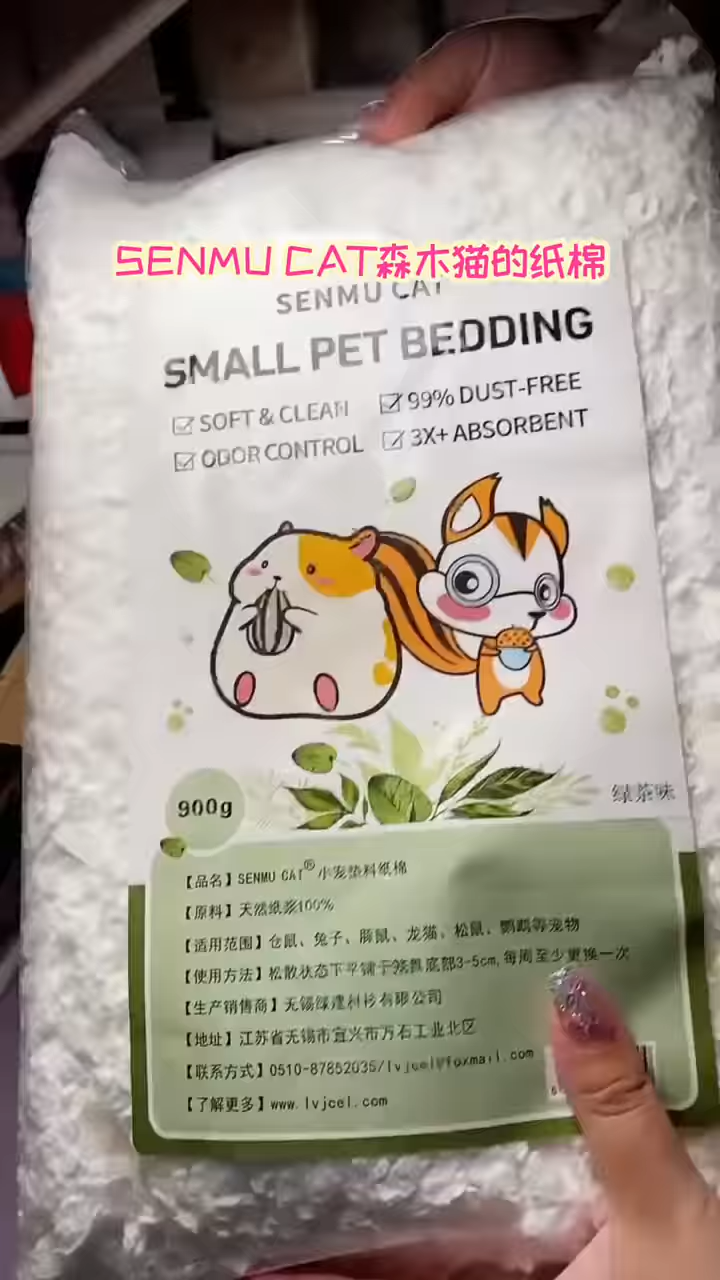 SENMU CAT森木猫的纸棉
SENMU CAT
SMALL PET BEDDING
SOFT & CLEAN
99% DUST-FREE
ODOR CONTROL
3X+ ABSORBENT
900g
绿茶味
【品名】SENMU CAT® 小宠垫料纸棉
【原料】天然纸浆100%
【适用范围】仓鼠、兔子、豚鼠、龙猫、松鼠、鹦鹉等宠物
【使用方法】松散状态下平铺于笼具底部3-5cm,每周至少更换一次
【生产销售商】无锡绿建材杉有限公司
【地址】江苏省无锡市宜兴市万石工业北区
【联系方式】0510-87852035/lvjcel@foxmail.com
【了解更多】www.lvjcel.com